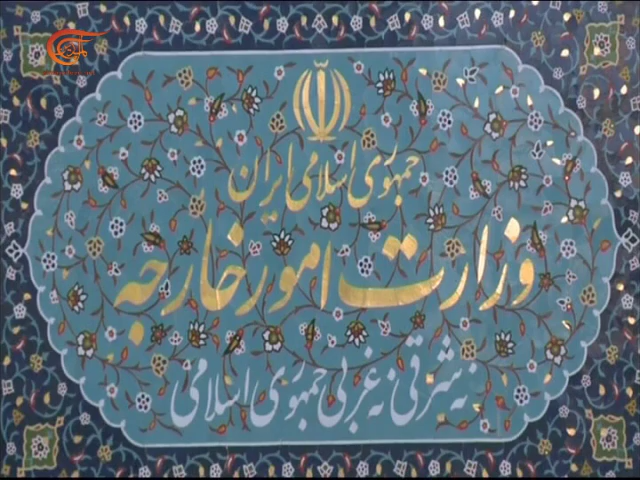 جمهوری اسلامی ایران
وزارت امور خارجه
نه شرقی نه غربی جمهوری اسلامی